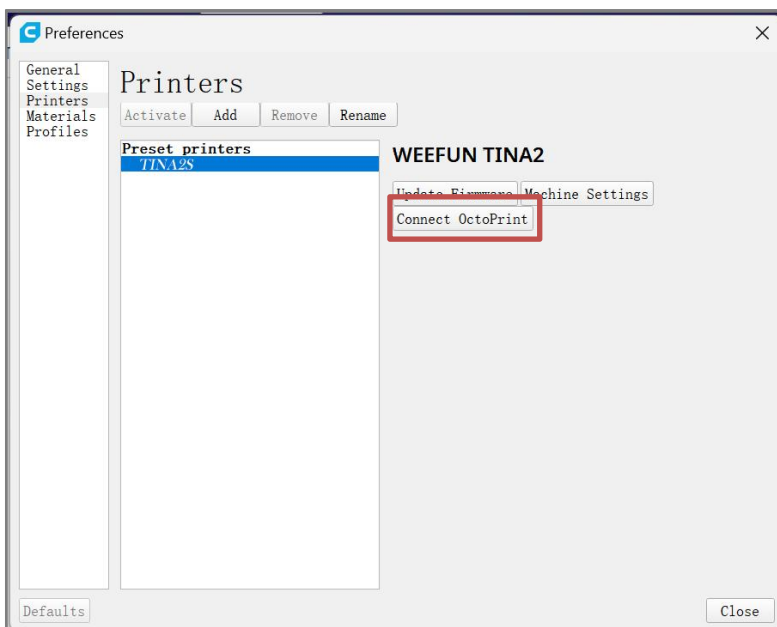 Preferences
General
Settings
Printers
Materials
Profiles
Printers
Activate Add Remove Rename
Preset printers
TINA2S
WEEFUN TINA2
Update Firmware Machine Settings
Connect OctoPrint
Defaults Close